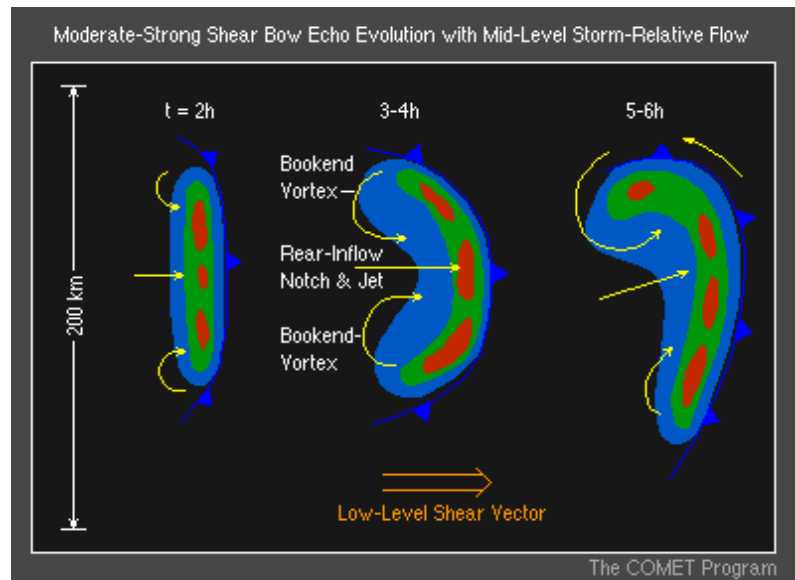 Moderate-Strong Shear Bow Echo Evolution with Mid-Level Storm-Relative Flow
t = 2h
3-4h
5-6h
Bookend
Vortex
Rear-Inflow
Notch & Jet
Bookend-
Vortex
200 km
Low-Level Shear Vector
The COMET Program